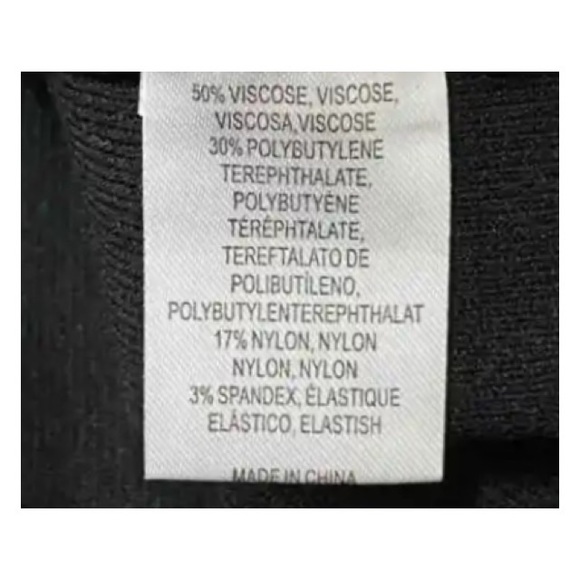 50% VISCOSE, VISCOSE,
VISCOSA,VISCOSE
30% POLYBUTYLENE
TEREPHTHALATE,
POLYBUTYÈNE
TÉRÉPHTALATE,
TEREFTALATO DE
POLIBUTÍLENO,
POLYBUTYLENTEREPHTHALAT
17% NYLON, NYLON
NYLON, NYLON
3% SPANDEX, ÉLASTIQUE
ELÁSTICO, ELASTISH
MADE IN CHINA